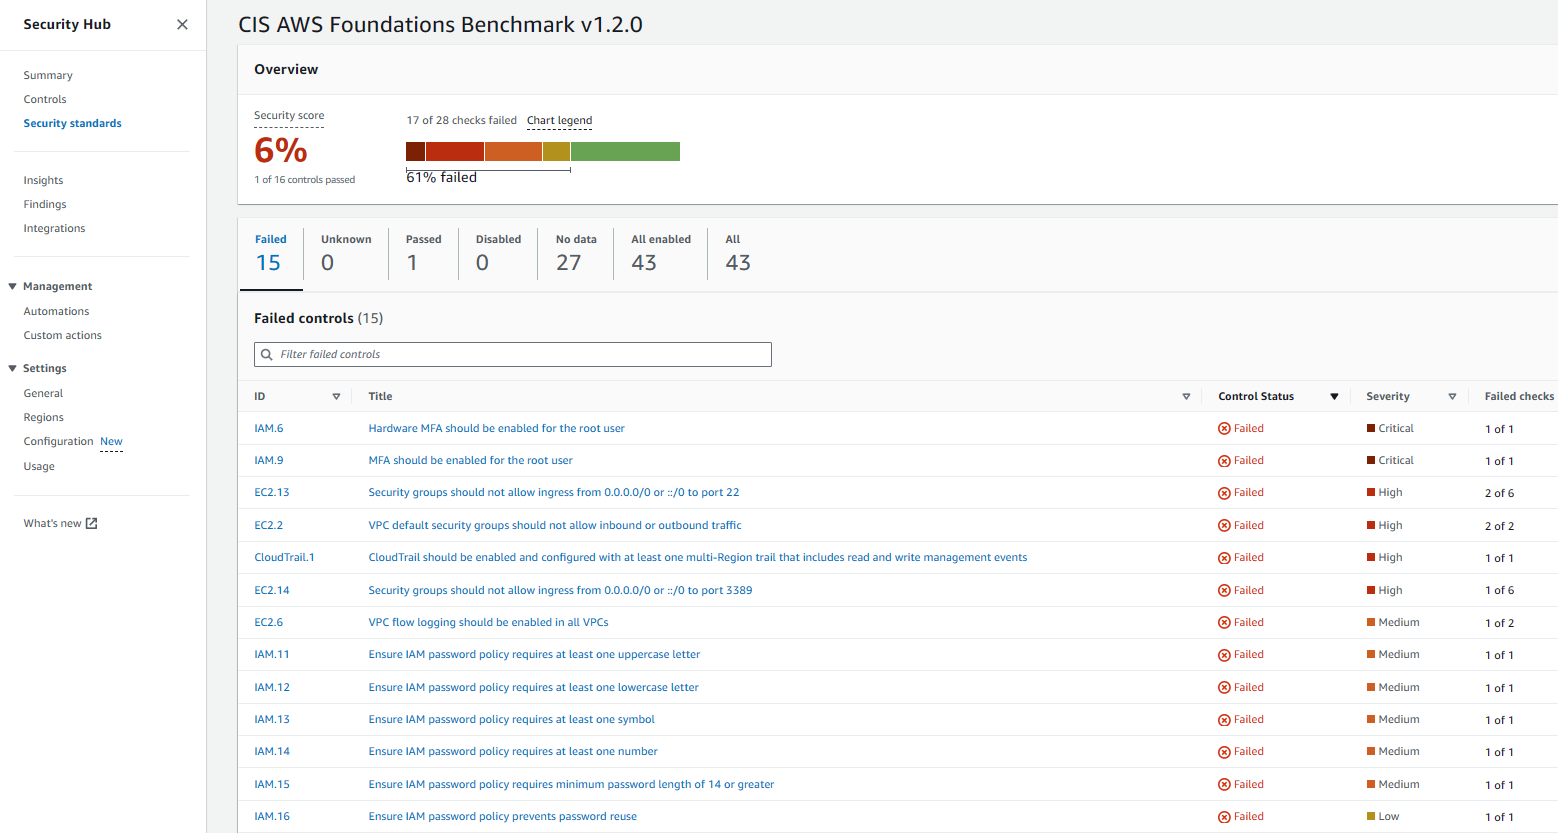 Security Hub
Summary
Controls
Security standards
Insights
Findings
Integrations
Management
Automations
Custom actions
Settings
General
Regions
Configuration New
Usage
What's new
CIS AWS Foundations Benchmark v1.2.0
Overview
Security score
6%
1 of 16 controls passed
17 of 28 checks failed Chart legend
61% failed
Failed Unknown Passed Disabled No data All enabled All
15 0 1 0 27 43 43
Failed controls (15)
Filter failed controls
ID Title Control Status Severity Failed checks
IAM.6 Hardware MFA should be enabled for the root user Failed Critical 1 of 1
IAM.9 MFA should be enabled for the root user Failed Critical 1 of 1
EC2.13 Security groups should not allow ingress from 0.0.0.0/0 or ::/0 to port 22 Failed High 2 of 6
EC2.2 VPC default security groups should not allow inbound or outbound traffic Failed High 2 of 2
CloudTrail.1 CloudTrail should be enabled and configured with at least one multi-Region trail that includes read and write management events Failed High 1 of 1
EC2.14 Security groups should not allow ingress from 0.0.0.0/0 or ::/0 to port 3389 Failed High 1 of 6
EC2.6 VPC flow logging should be enabled in all VPCs Failed Medium 1 of 2
IAM.11 Ensure IAM password policy requires at least one uppercase letter Failed Medium 1 of 1
IAM.12 Ensure IAM password policy requires at least one lowercase letter Failed Medium 1 of 1
IAM.13 Ensure IAM password policy requires at least one symbol Failed Medium 1 of 1
IAM.14 Ensure IAM password policy requires at least one number Failed Medium 1 of 1
IAM.15 Ensure IAM password policy requires minimum password length of 14 or greater Failed Medium 1 of 1
IAM.16 Ensure IAM password policy prevents password reuse Failed Low 1 of 1